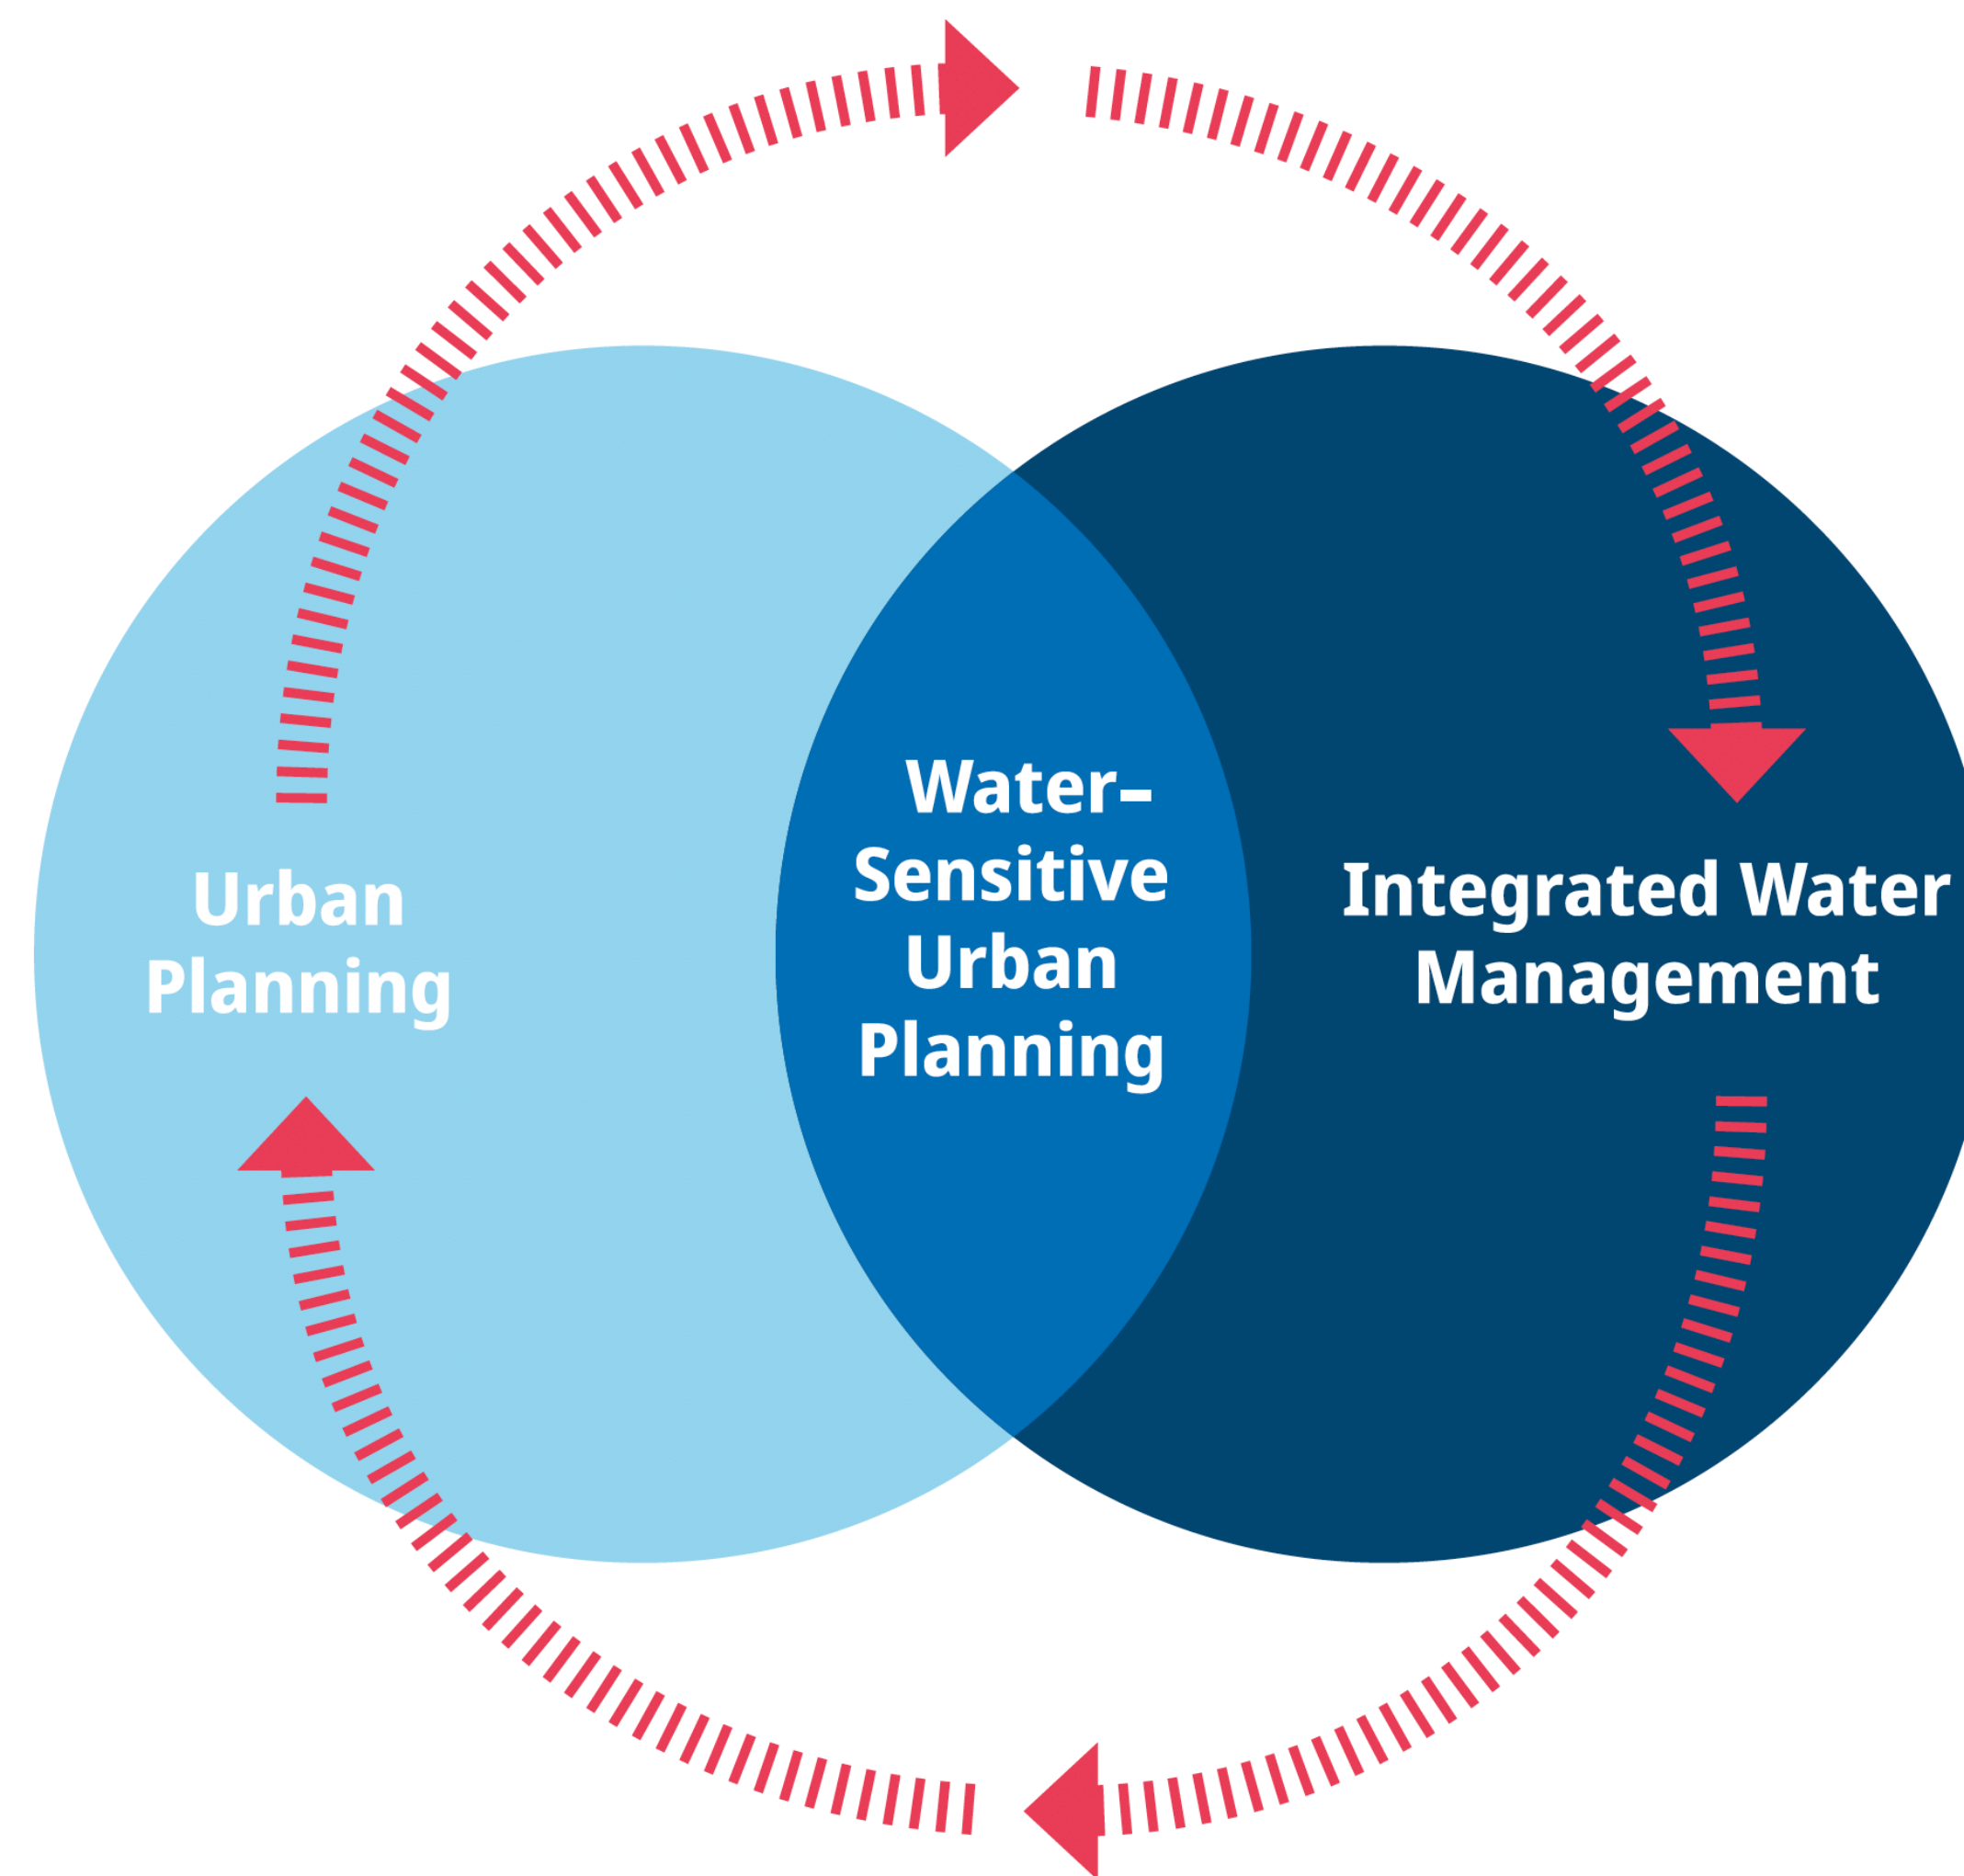 Urban
Planning
Water-
Sensitive
Urban
Planning
Integrated Water
Management